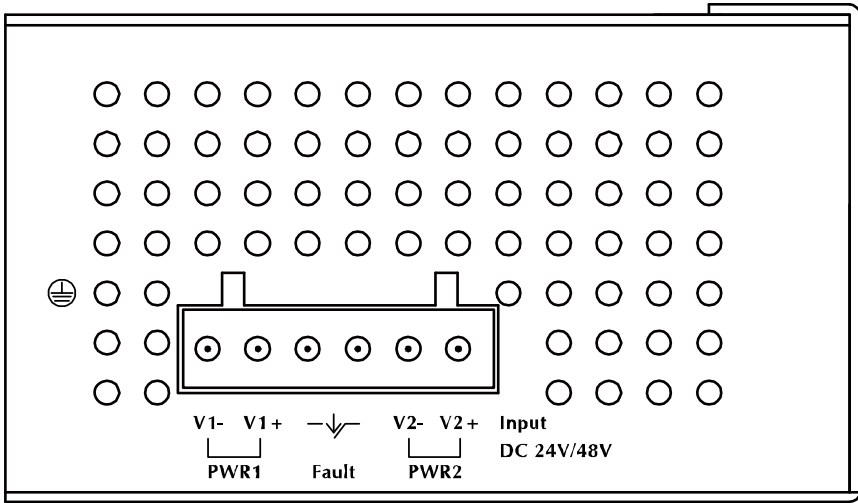 V1- V1+ V2- V2+ Input
DC 24V/48V
PWR1 Fault PWR2